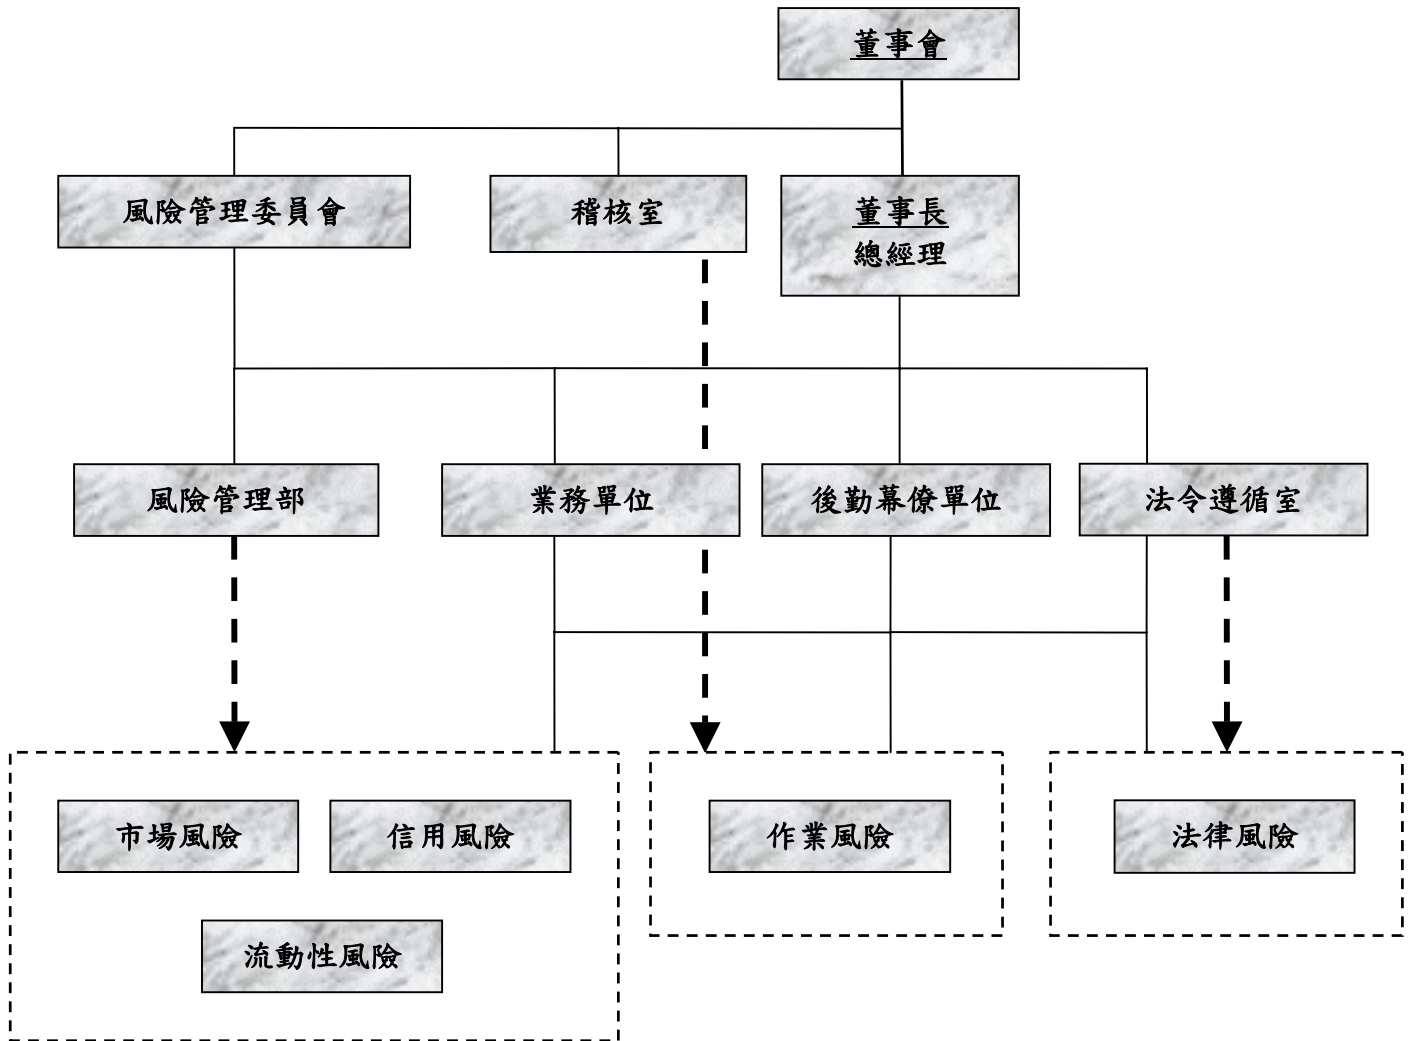 董事會
風險管理委員會
稽核室
董事長
總經理
風險管理部
業務單位
後勤幕僚單位
法令遵循室
市場風險
信用風險
作業風險
法律風險
流動性風險